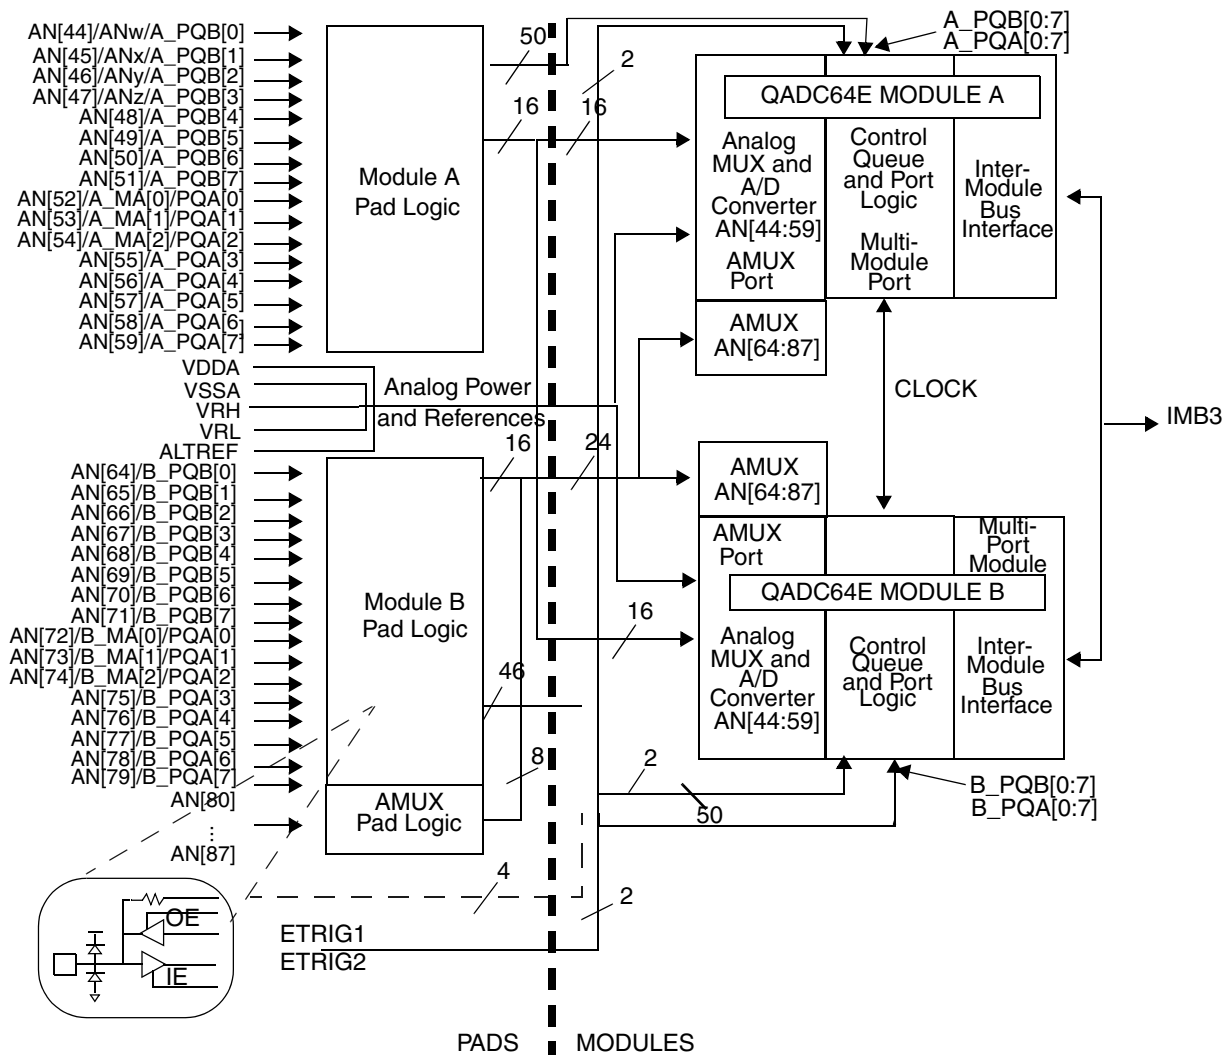 AN[44]/ANw/A_PQB[0]
AN[45]/ANx/A_PQB[1]
AN[46]/ANy/A_PQB[2]
AN[47]/ANz/A_PQB[3]
AN[48]/A_PQB[4]
AN[49]/A_PQB[5]
AN[50]/A_PQB[6]
AN[51]/A_PQB[7]
AN[52]/A_MA[0]/PQA[0]
AN[53]/A_MA[1]/PQA[1]
AN[54]/A_MA[2]/PQA[2]
AN[55]/A_PQA[3]
AN[56]/A_PQA[4]
AN[57]/A_PQA[5]
AN[58]/A_PQA[6]
AN[59]/A_PQA[7]
VDDA
VSSA
VRH
VRL
ALTREF
AN[64]/B_PQB[0]
AN[65]/B_PQB[1]
AN[66]/B_PQB[2]
AN[67]/B_PQB[3]
AN[68]/B_PQB[4]
AN[69]/B_PQB[5]
AN[70]/B_PQB[6]
AN[71]/B_PQB[7]
AN[72]/B_MA[0]/PQA[0]
AN[73]/B_MA[1]/PQA[1]
AN[74]/B_MA[2]/PQA[2]
AN[75]/B_PQA[3]
AN[76]/B_PQA[4]
AN[77]/B_PQA[5]
AN[78]/B_PQA[6]
AN[79]/B_PQA[7]
AN[80]
...
AN[87]
OE
IE
Module A
Pad Logic
Analog Power
and References
Module B
Pad Logic
AMUX
Pad Logic
ETRIG1
ETRIG2
50
2
16
16
16
24
16
46
8
2
50
4
2
PADS
MODULES
A_PQB[0:7]
A_PQA[0:7]
QADC64E MODULE A
Analog
MUX and
A/D
Converter
AN[44:59]
AMUX
Port
Control
Queue
and Port
Logic
Multi-
Module
Port
Inter-
Module
Bus
Interface
AMUX
AN[64:87]
CLOCK
IMB3
AMUX
AN[64:87]
AMUX
Port
Multi-
Port
Module
QADC64E MODULE B
Analog
MUX and
A/D
Converter
AN[44:59]
Control
Queue
and Port
Logic
Inter-
Module
Bus
Interface
B_PQB[0:7]
B_PQA[0:7]